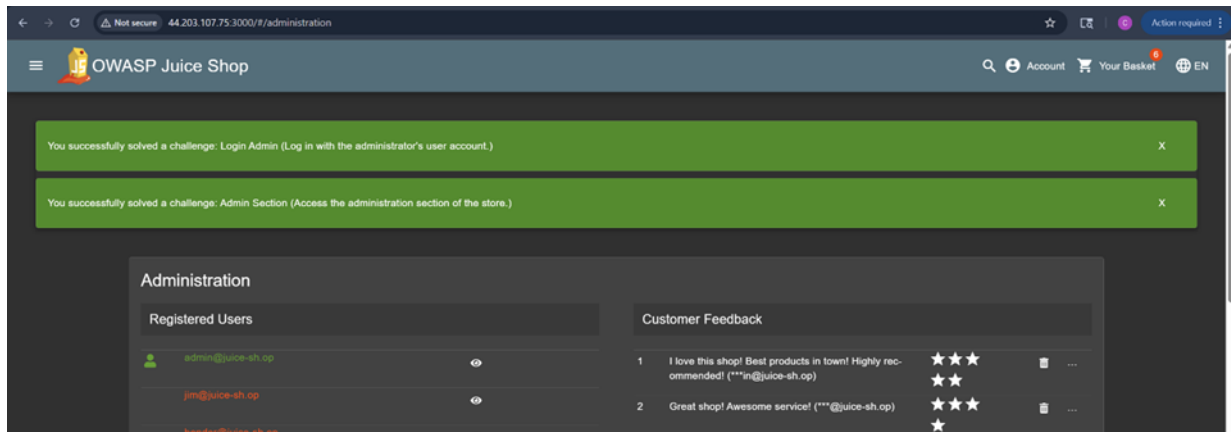 Not secure 44.203.107.75:3000/#/administration
Action required
OWASP Juice Shop
Account
Your Basket
6
EN
You successfully solved a challenge: Login Admin (Log in with the administrator's user account.)
X
You successfully solved a challenge: Admin Section (Access the administration section of the store.)
X
Administration
Registered Users
Customer Feedback
admin@juice-sh.op
1 I love this shop! Best products in town! Highly rec-
ommended! (***in@juice-sh.op)
...
jim@juice-sh.op
2 Great shop! Awesome service! (***@juice-sh.op)
...